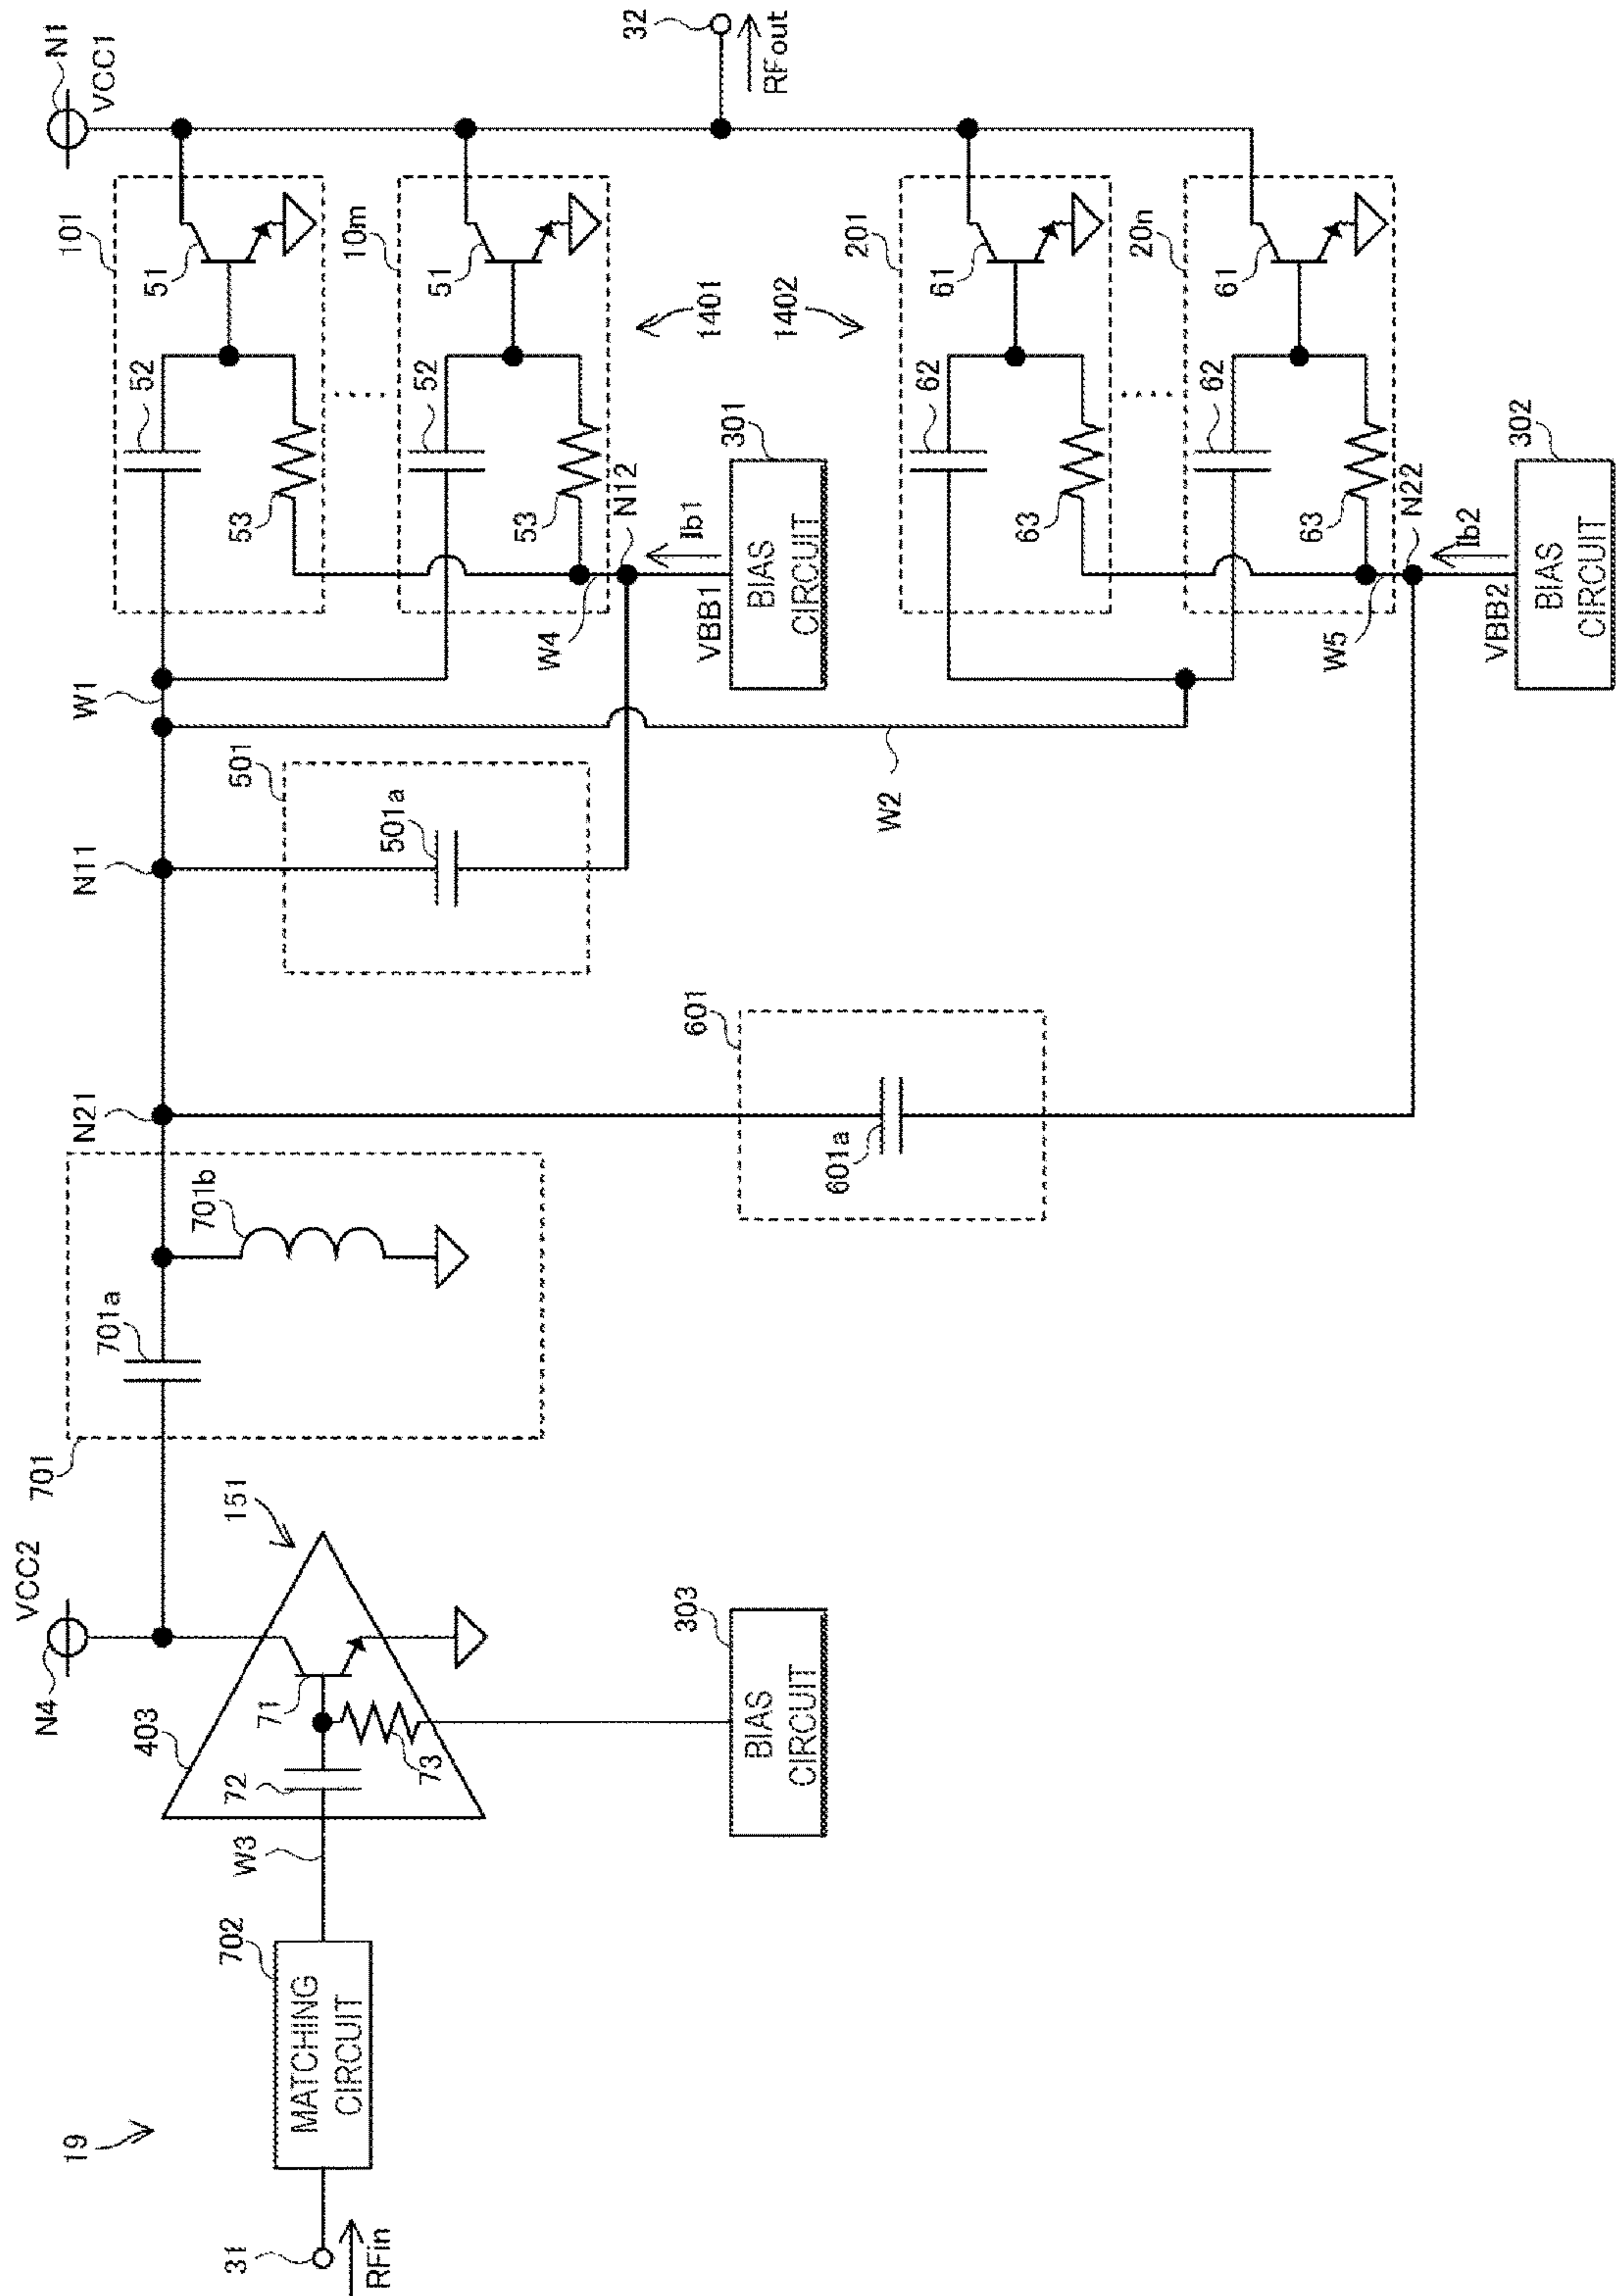 19
31
RFin
702
MATCHING
CIRCUIT
W3
403
72
71
73
151
303
BIAS
CIRCUIT
N4
VCC2
701
701a
701b
N21
601
601a
N11
501
501a
W1
W2
101
52
53
51
10m
52
53
51
1401
W4
N12
Ib1
VBB1
301
BIAS
CIRCUIT
1402
201
62
63
61
20n
62
63
61
W5
N22
Ib2
VBB2
302
BIAS
CIRCUIT
N1
VCC1
32
RFout